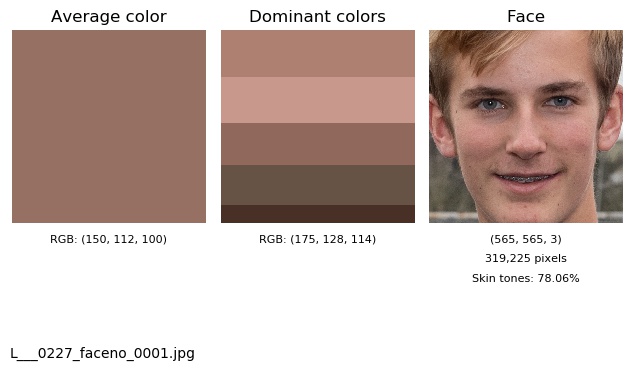 Average color
Dominant colors
Face
RGB: (150, 112, 100)
RGB: (175, 128, 114)
(565, 565, 3)
319,225 pixels
Skin tones: 78.06%
L___0227_faceno_0001.jpg